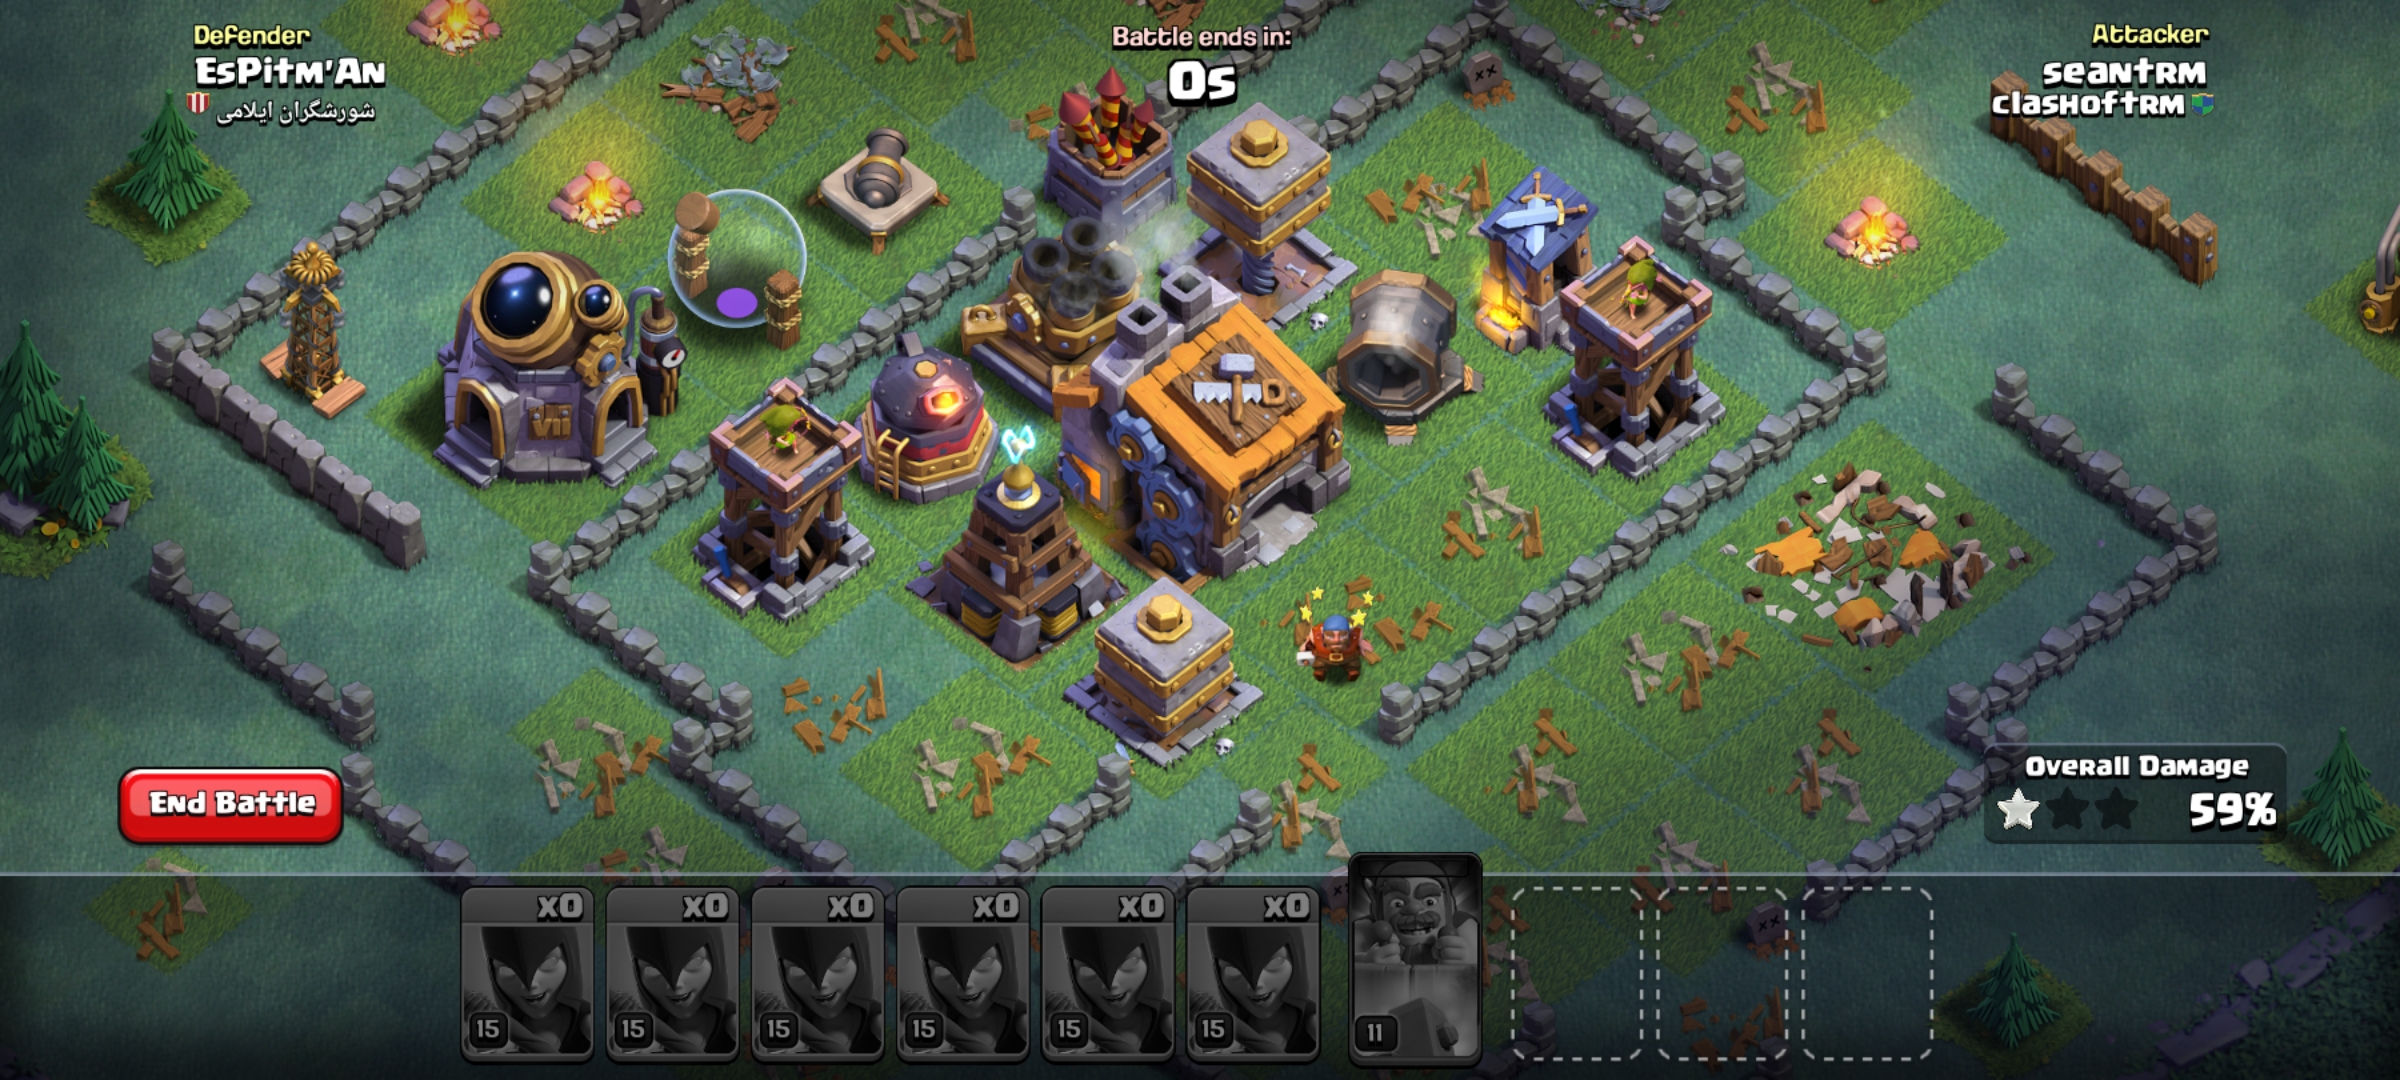 Defender
EsPitm'An
شورشگران ایلامی
Battle ends in:
0s
Attacker
seantrm
clashoftrm
VII
End Battle
Overall Damage
59%
x0 x0 x0 x0 x0 x0
15 15 15 15 15 15 11